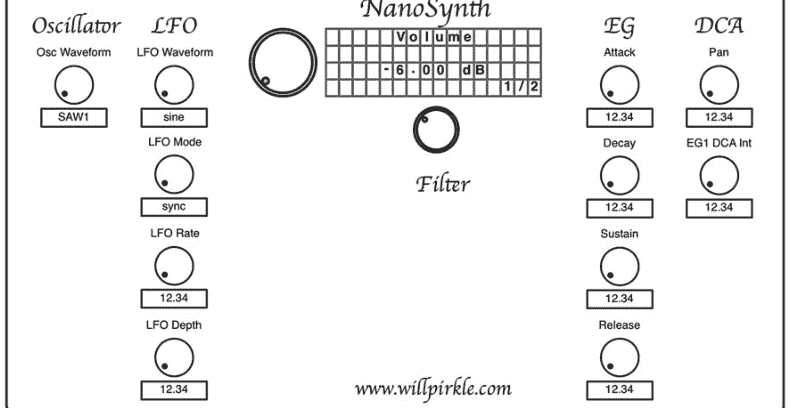 NanoSynth
Oscillator LFO EG DCA
Volume
-6.00 dB
1/2
Osc Waveform LFO Waveform Attack Pan
SAW1 sine 12.34 12.34
LFO Mode Decay EG1 DCA Int
sync 12.34 12.34
Filter
LFO Rate Sustain
12.34 12.34
LFO Depth Release
12.34 12.34
www.willpirkle.com